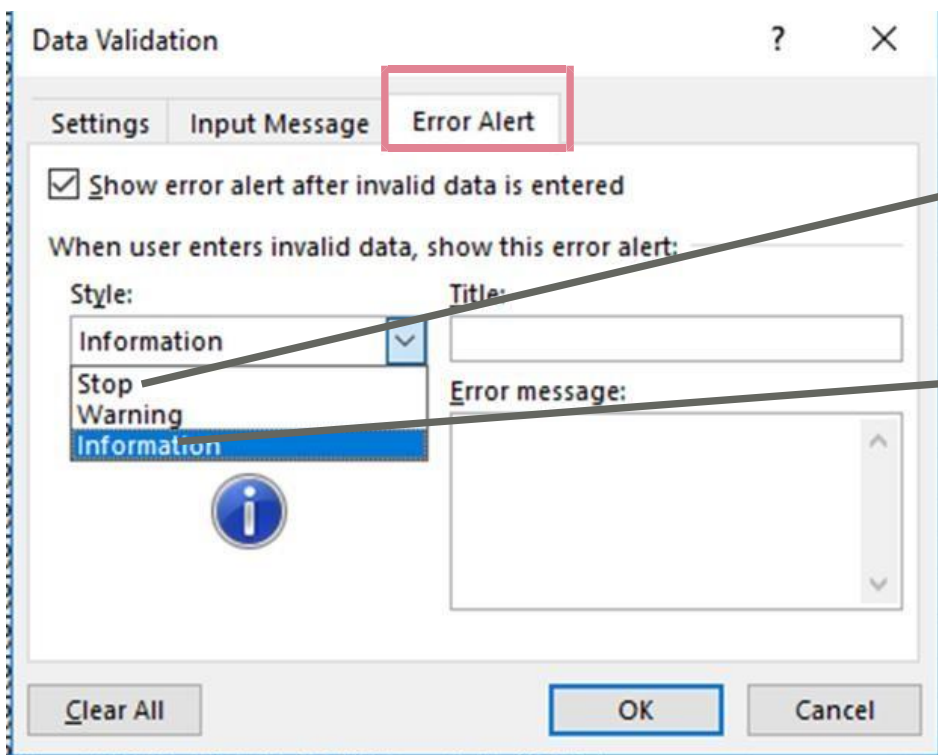 Data Validation ?
Settings Input Message Error Alert
Show error alert after invalid data is entered
When user enters invalid data, show this error alert:
Style: Title:
Information
Stop
Warning
Information
Error message:
Clear All OK Cancel